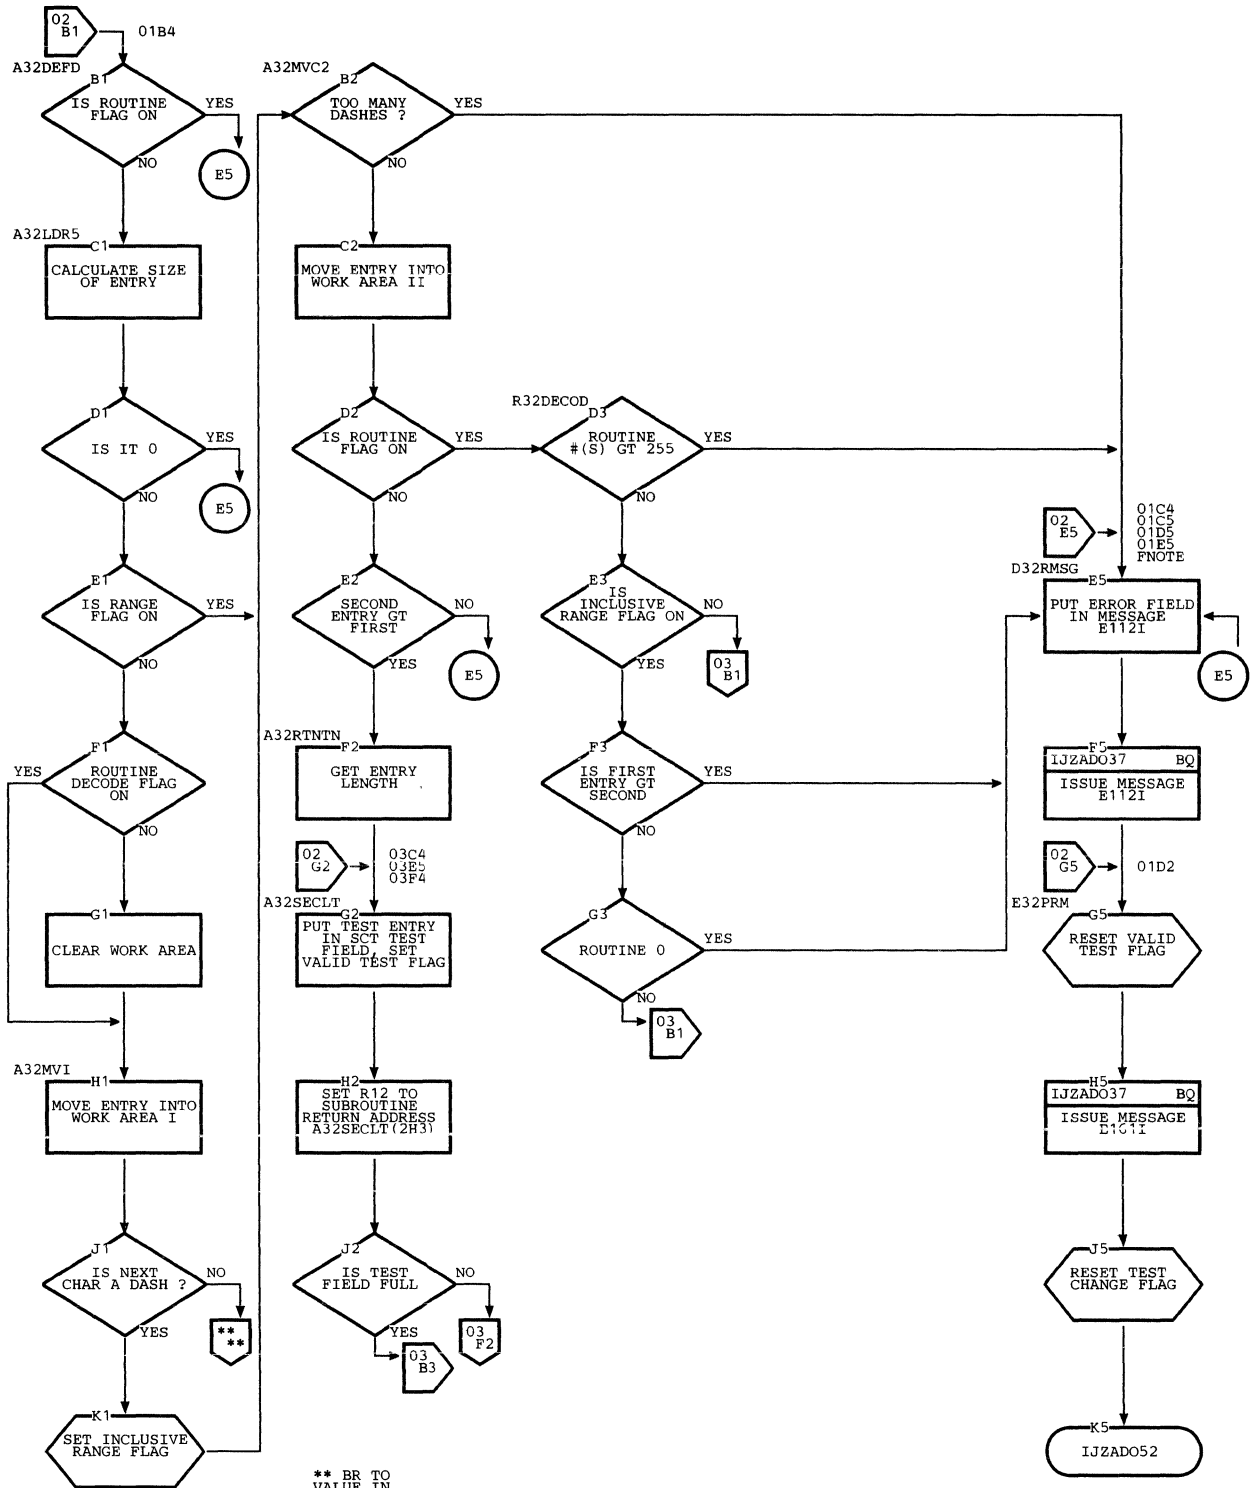 02
B1
01B4
A32DEFD
B1
IS ROUTINE
FLAG ON
YES
NO
E5
A32LDR5
C1
CALCULATE SIZE
OF ENTRY
D1
IS IT 0
YES
NO
E5
E1
IS RANGE
FLAG ON
YES
NO
F1
ROUTINE
DECODE FLAG
ON
YES
NO
G1
CLEAR WORK AREA
A32MVI
H1
MOVE ENTRY INTO
WORK AREA I
J1
IS NEXT
CHAR A DASH ?
NO
YES
**
**
K1
SET INCLUSIVE
RANGE FLAG
A32MVC2
B2
TOO MANY
DASHES ?
YES
NO
C2
MOVE ENTRY INTO
WORK AREA II
D2
IS ROUTINE
FLAG ON
YES
NO
E2
SECOND
ENTRY GT
FIRST
NO
YES
E5
A32RTNTN
F2
GET ENTRY
LENGTH
02
G2
03C4
03E5
03F4
A32SECLT
G2
PUT TEST ENTRY
IN SCT TEST
FIELD, SET
VALID TEST FLAG
H2
SET R12 TO
SUBROUTINE
RETURN ADDRESS
A32SECLT(2H3)
J2
IS TEST
FIELD FULL
NO
YES
03
F2
03
B3
** BR TO
VALUE IN
R32DECOD
D3
ROUTINE
#(S) GT 255
YES
NO
E3
IS
INCLUSIVE
RANGE FLAG ON
NO
YES
03
B1
F3
IS FIRST
ENTRY GT
SECOND
YES
NO
G3
ROUTINE 0
YES
NO
03
B1
02
E5
01C4
01C5
01D5
01E5
FNOTE
D32RMSG
E5
PUT ERROR FIELD
IN MESSAGE
E112I
E5
F5
IJZADO37 BQ
ISSUE MESSAGE
E112I
02
G5
01D2
E32PRM
G5
RESET VALID
TEST FLAG
H5
IJZADO37 BQ
ISSUE MESSAGE
J5
RESET TEST
CHANGE FLAG
K5
IJZADO52